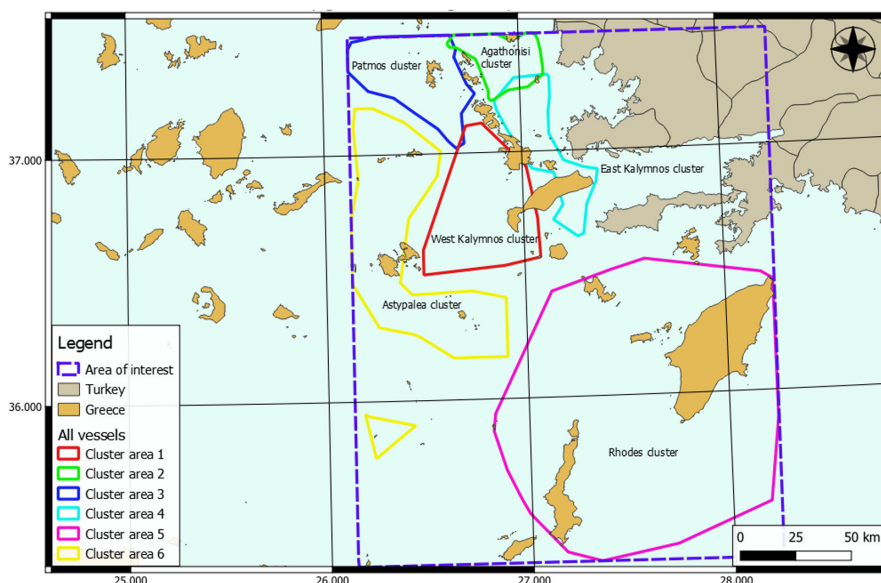 Patmos cluster
Agathonisi
cluster
37.000
East Kalymnos cluster
West Kalymnos cluster
Astypalea cluster
Legend
Area of interest
Turkey
Greece
36.000
All vessels
Cluster area 1
Cluster area 2
Cluster area 3
Cluster area 4
Cluster area 5
Cluster area 6
Rhodes cluster
0 25 50 km
25.000 26.000 27.000 28.000